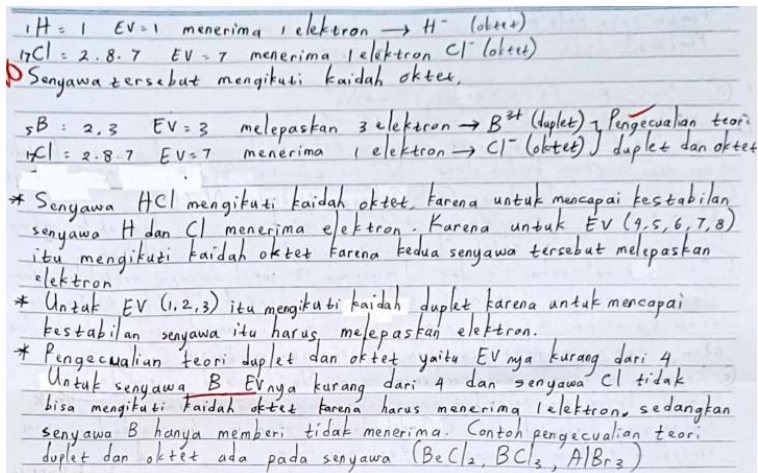 ₁H = 1 EV=1 menerima 1 elektron → H⁻ (oktet)
₁₇Cl : 2.8.7 EV = 7 menerima 1 elektron Cl⁻ (oktet)
Senyawa tersebut mengikuti kaidah oktet.
₅B : 2,3 EV = 3 melepaskan 3 elektron → B³⁺ (duplet) Pengecualian teori
₁₇Cl : 2.8.7 EV=7 menerima 1 elektron → Cl⁻ (oktet) duplet dan oktet
* Senyawa HCl mengikuti kaidah oktet, karena untuk mencapai kestabilan
senyawa H dan Cl menerima elektron. Karena untuk EV (4,5,6,7,8)
itu mengikuti kaidah oktet karena kedua senyawa tersebut melepaskan
elektron
* Untuk EV (1,2,3) itu mengikuti kaidah duplet karena untuk mencapai
kestabilan senyawa itu harus melepaskan elektron.
* Pengecualian teori duplet dan oktet yaitu EV nya kurang dari 4
Untuk senyawa B EVnya kurang dari 4 dan senyawa Cl tidak
bisa mengikuti kaidah oktet karena harus menerima 1 elektron, sedangkan
senyawa B hanya memberi tidak menerima. Contoh pengecualian teori
duplet dan oktet ada pada senyawa (BeCl₂, BCl₃, AlBr₃)